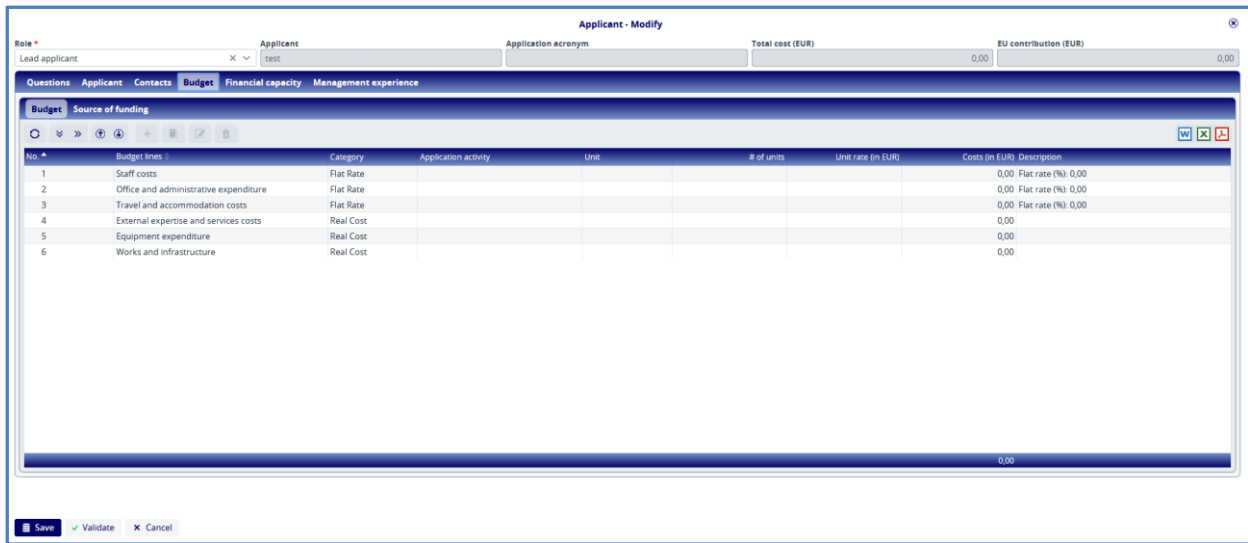 Applicant - Modify
Role * Applicant Application acronym Total cost (EUR) EU contribution (EUR)
Lead applicant test 0,00 0,00
Questions Applicant Contacts Budget Financial capacity Management experience
Budget Source of funding
No. Budget lines Category Application activity Unit # of units Unit rate (in EUR) Costs (in EUR) Description
1 Staff costs Flat Rate 0,00 Flat rate (%): 0,00
2 Office and administrative expenditure Flat Rate 0,00 Flat rate (%): 0,00
3 Travel and accommodation costs Flat Rate 0,00 Flat rate (%): 0,00
4 External expertise and services costs Real Cost 0,00
5 Equipment expenditure Real Cost 0,00
6 Works and infrastructure Real Cost 0,00
0,00
Save Validate Cancel